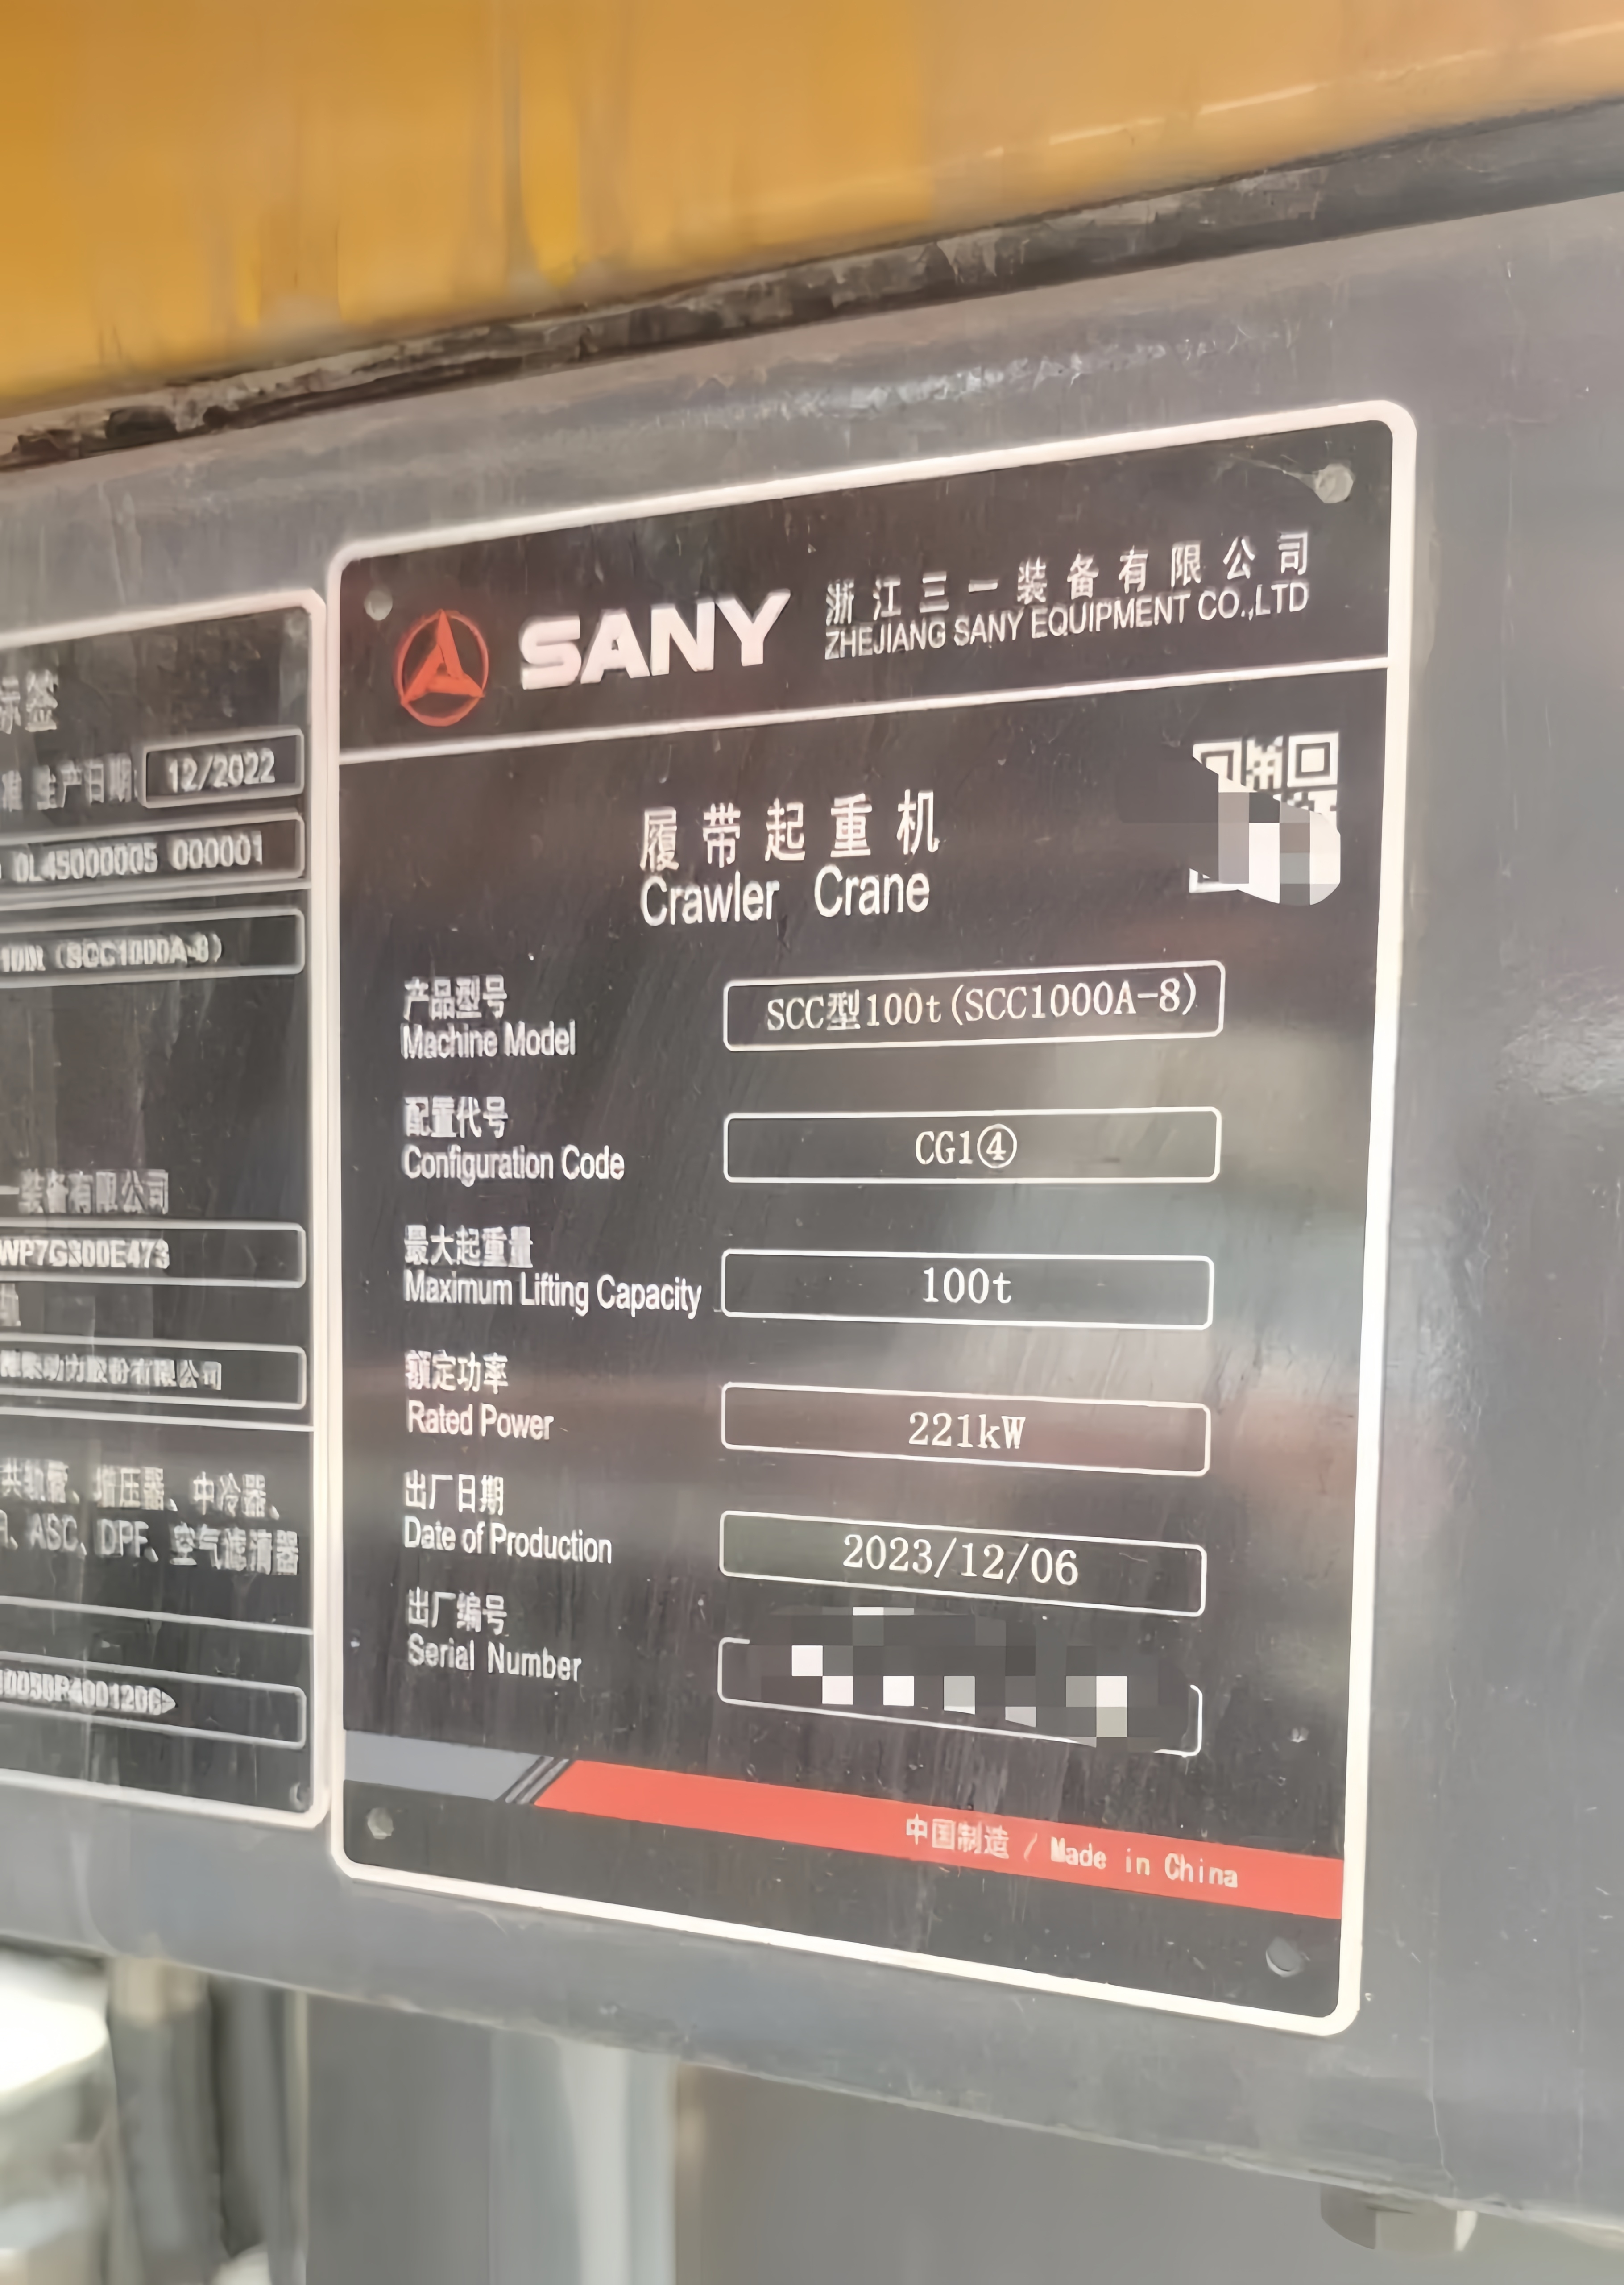 标签
生产日期: 12/2022
0L45000005 000001
100t (SCC1000A-8)
一装备有限公司
WP7G300E473
动力股份有限公司
共轨管、增压器、中冷器、
ASC、DPF、空气滤清器
SANY
浙江三一装备有限公司
ZHEJIANG SANY EQUIPMENT CO.,LTD
履带起重机
Crawler Crane
产品型号
Machine Model
SCC型100t(SCC1000A-8)
配置代号
Configuration Code
CG1④
最大起重量
Maximum Lifting Capacity
100t
额定功率
Rated Power
221kW
出厂日期
Date of Production
2023/12/06
出厂编号
Serial Number
中国制造 / Made in China